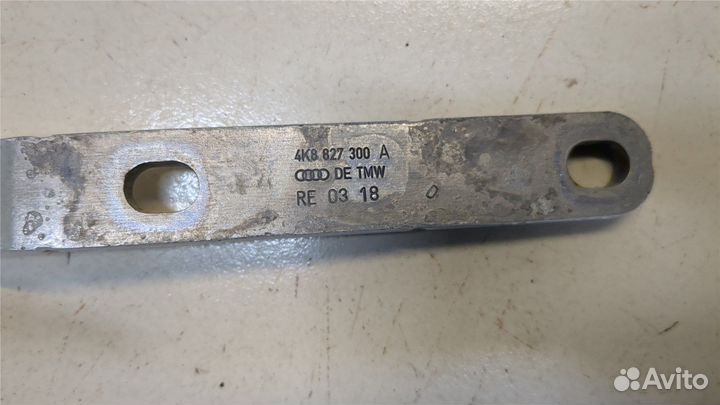 4K8 827 300 A
DE TMW
RE 03 18
Avito